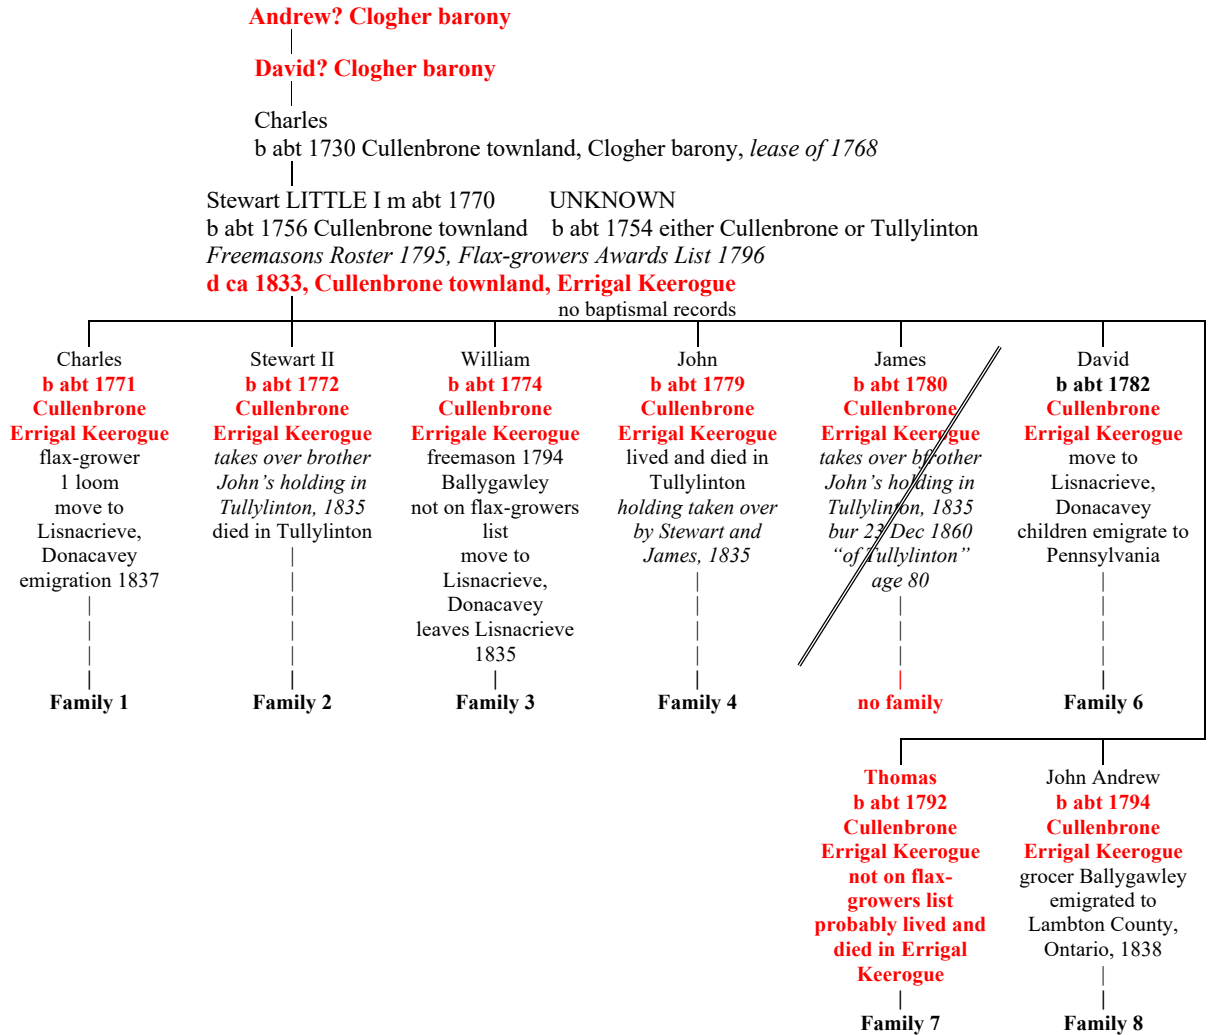 Andrew? Clogher barony
David? Clogher barony
Charles
b abt 1730 Cullenbrone townland, Clogher barony, lease of 1768
Stewart LITTLE I m abt 1770 UNKNOWN
b abt 1756 Cullenbrone townland b abt 1754 either Cullenbrone or Tullylinton
Freemasons Roster 1795, Flax-growers Awards List 1796
d ca 1833, Cullenbrone townland, Errigal Keerogue
no baptismal records
Charles
b abt 1771
Cullenbrone
Errigal Keerogue
flax-grower
1 loom
move to
Lisnacrieve,
Donacavey
emigration 1837
Family 1
Stewart II
b abt 1772
Cullenbrone
Errigal Keerogue
takes over brother
John's holding in
Tullylinton, 1835
died in Tullylinton
Family 2
William
b abt 1774
Cullenbrone
Errigale Keerogue
freemason 1794
Ballygawley
not on flax-growers
list
move to
Lisnacrieve,
Donacavey
leaves Lisnacrieve
1835
Family 3
John
b abt 1779
Cullenbrone
Errigal Keerogue
lived and died in
Tullylinton
holding taken over
by Stewart and
James, 1835
Family 4
James
b abt 1780
Cullenbrone
Errigal Keerogue
takes over brother
John's holding in
Tullylinton, 1835
bur 23 Dec 1860
“of Tullylinton”
age 80
no family
David
b abt 1782
Cullenbrone
Errigal Keerogue
move to
Lisnacrieve,
Donacavey
children emigrate to
Pennsylvania
Family 6
Thomas
b abt 1792
Cullenbrone
Errigal Keerogue
not on flax-
growers list
probably lived and
died in Errigal
Keerogue
Family 7
John Andrew
b abt 1794
Cullenbrone
Errigal Keerogue
grocer Ballygawley
emigrated to
Lambton County,
Ontario, 1838
Family 8